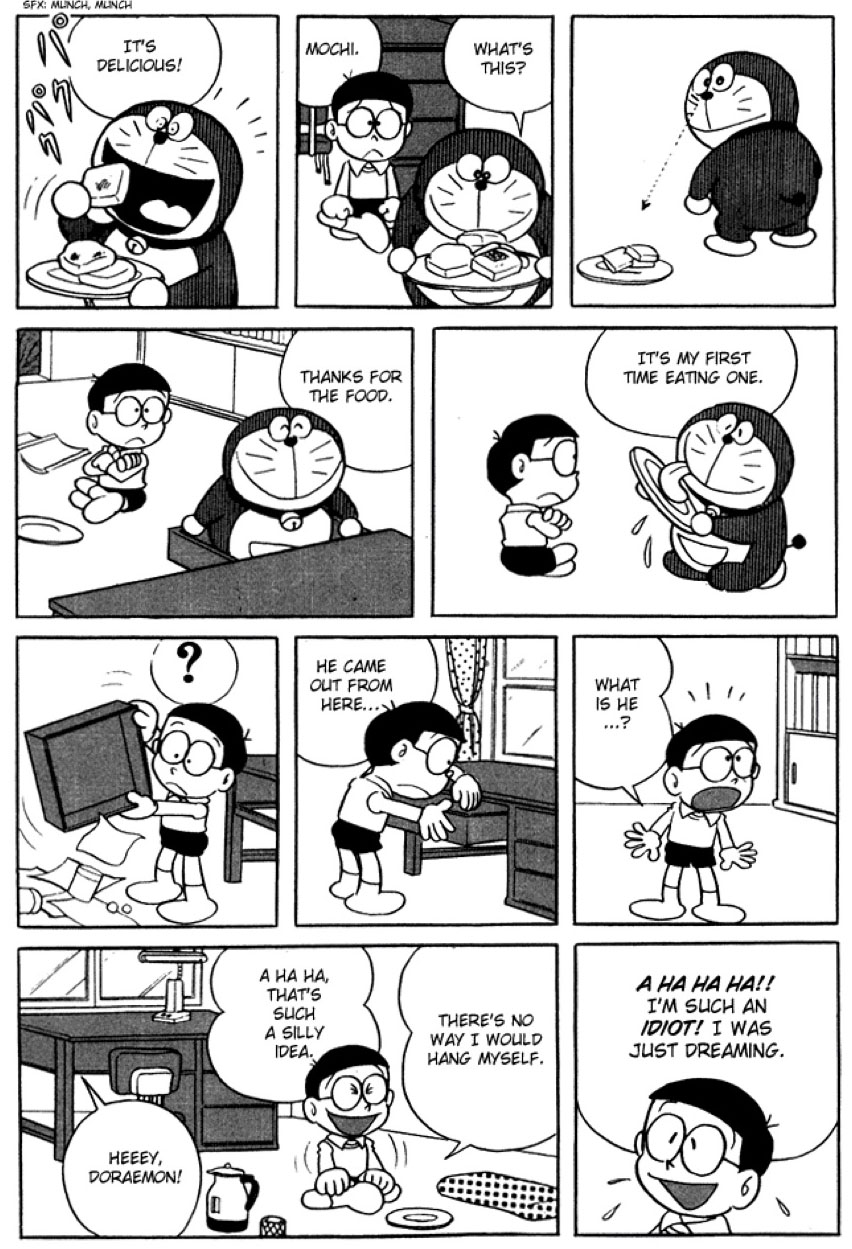 WHAT'S
THIS?
MOCHI.
SFX: MUNCH, MUNCH
IT'S
DELICIOUS!
IT'S MY FIRST
TIME EATING ONE.
THANKS FOR
THE FOOD.
WHAT
IS HE
...?
HE CAME
OUT FROM
HERE...
?
A HA HA HA!!
I'M SUCH AN
IDIOT! I WAS
JUST DREAMING.
THERE'S NO
WAY I WOULD
HANG MYSELF.
A HA HA,
THAT'S
SUCH
A SILLY
IDEA.
HEEEY,
DORAEMON!